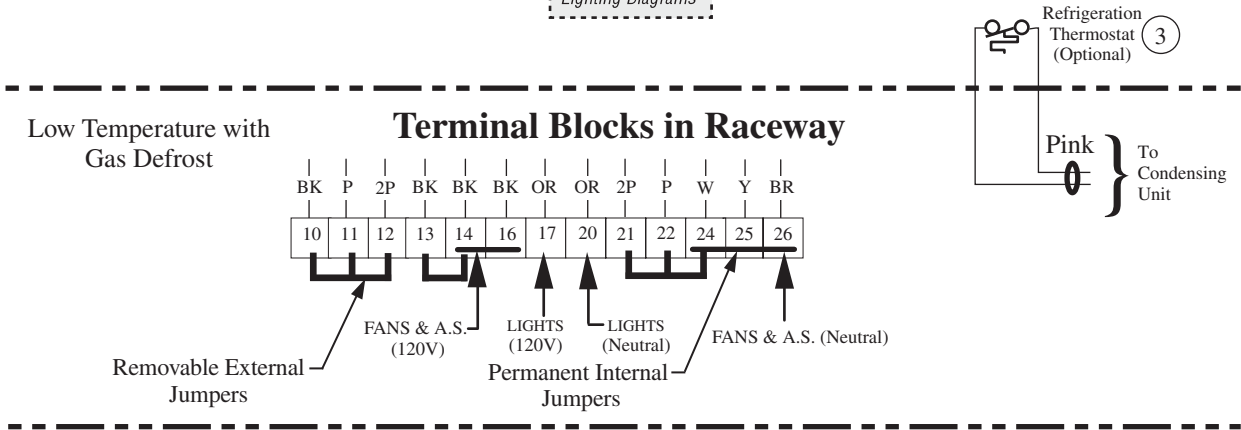 Lighting Diagrams
Refrigeration
Thermostat
(Optional)
3
Low Temperature with
Gas Defrost
Terminal Blocks in Raceway
Pink
To
Condensing
Unit
BK P 2P BK BK BK OR OR 2P P W Y BR
10 11 12 13 14 16 17 20 21 22 24 25 26
FANS & A.S.
(120V)
LIGHTS
(120V)
LIGHTS
(Neutral)
FANS & A.S. (Neutral)
Removable External
Jumpers
Permanent Internal
Jumpers